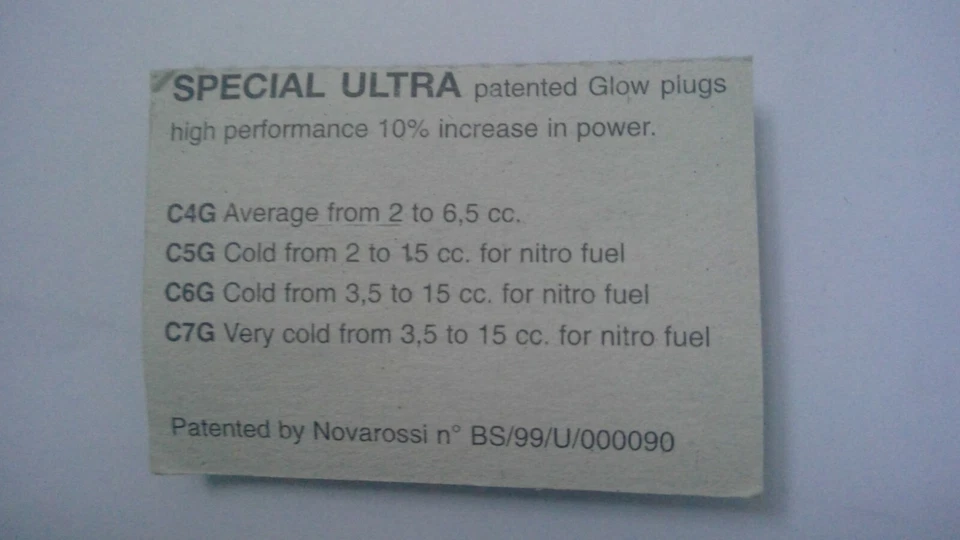 SPECIAL ULTRA patented Glow plugs
high performance 10% increase in power.
C4G Average from 2 to 6,5 cc.
C5G Cold from 2 to 15 cc. for nitro fuel
C6G Cold from 3,5 to 15 cc. for nitro fuel
C7G Very cold from 3,5 to 15 cc. for nitro fuel
Patented by Novarossi n° BS/99/U/000090